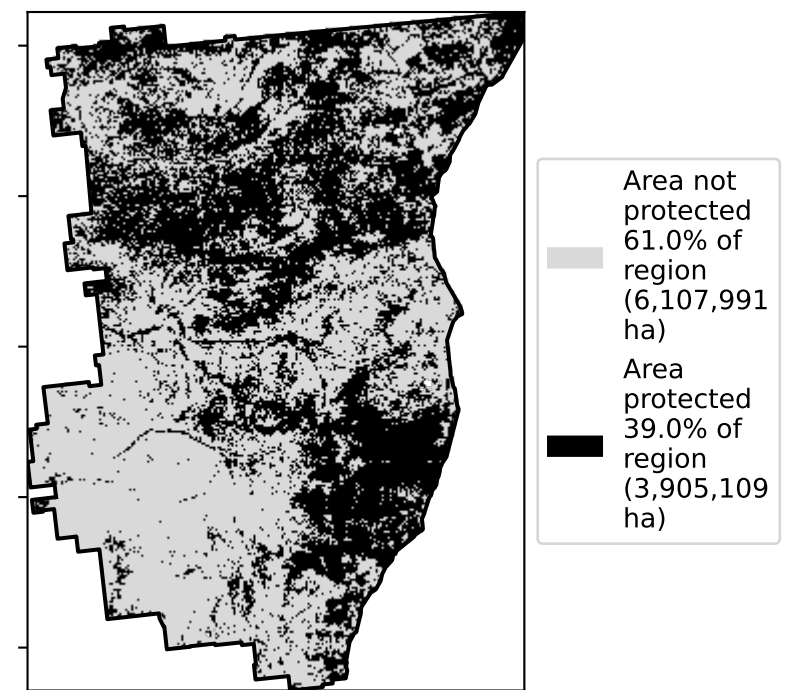 Area not
protected
61.0% of
region
(6,107,991
ha)
Area
protected
39.0% of
region
(3,905,109
ha)